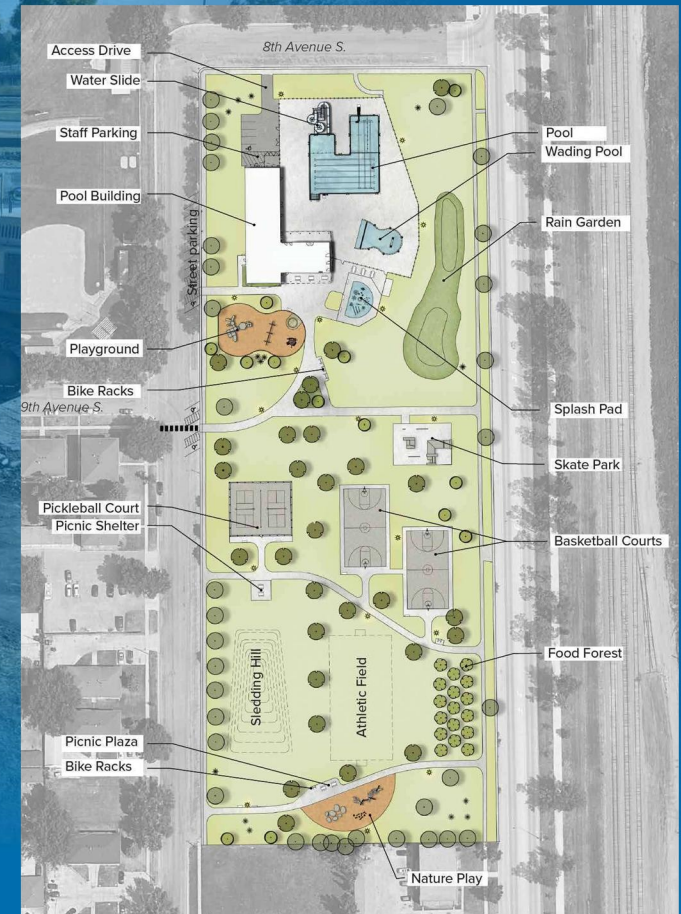 8th Avenue S.
Access Drive
Water Slide
Staff Parking
Pool
Wading Pool
Pool Building
Street parking
Rain Garden
Playground
Bike Racks
9th Avenue S.
Splash Pad
Skate Park
Pickleball Court
Picnic Shelter
Basketball Courts
Food Forest
Sledding Hill
Athletic Field
Picnic Plaza
Bike Racks
Nature Play